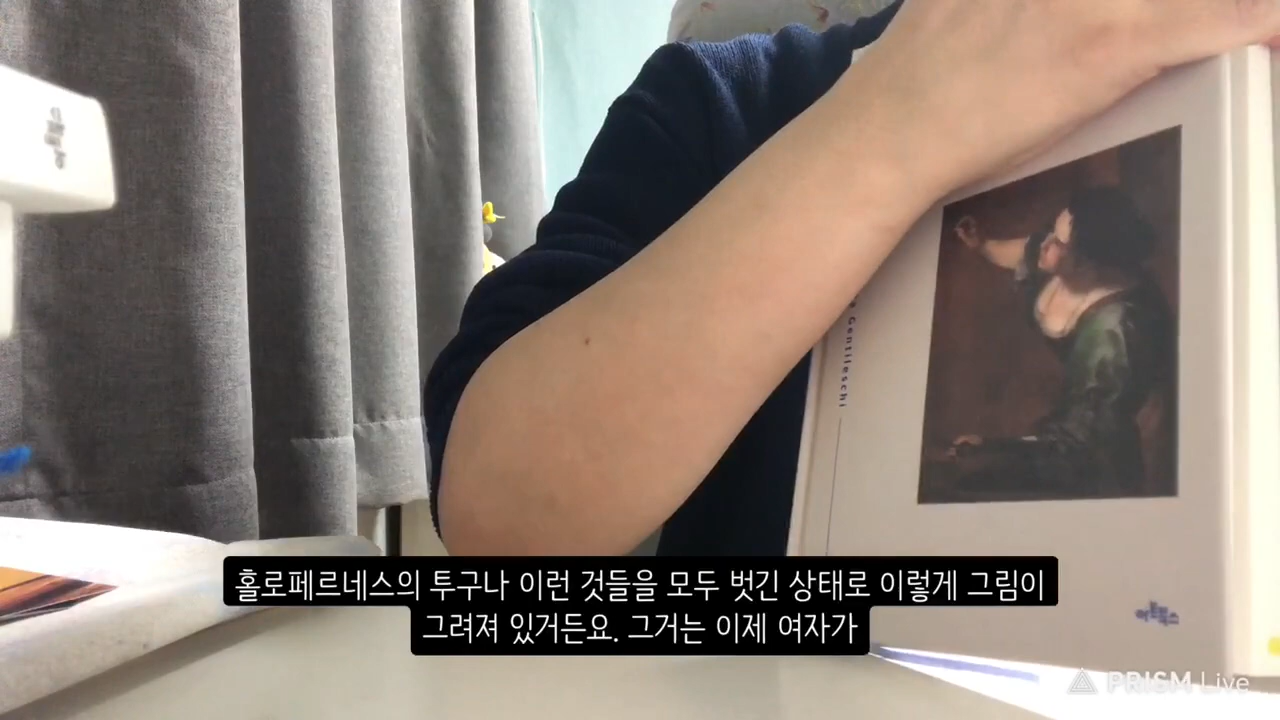 Gentileschi
홀로페르네스의 투구나 이런 것들을 모두 벗긴 상태로 이렇게 그림이
그려져 있거든요. 그거는 이제 여자가
PRISM Live